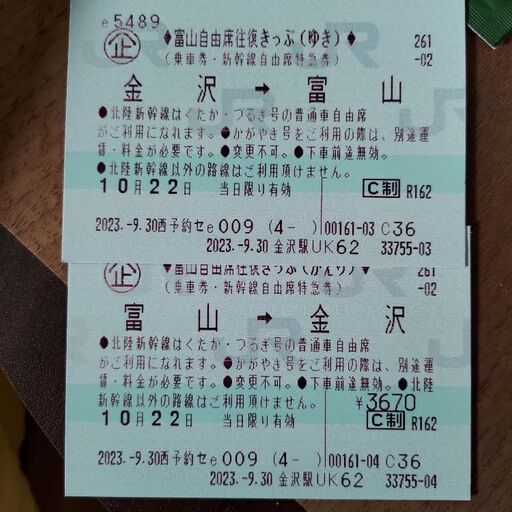 e5489
企 ♦富山自由席往復きっぷ(ゆき)♦ 261
(乗車券・新幹線自由席特急券) -02
金沢 → 富山
●北陸新幹線はくたか・つるぎ号の普通車自由席
がご利用になれます。●かがやき号をご利用の際は、別途運
賃・料金が必要です。●変更不可。●下車前途無効。
●北陸新幹線以外の路線はご利用頂けません。
10月22日 当日限り有効 C制 R162
2023.-9.30西予約セe009 (4- )00161-03 C36
2023.-9.30 金沢駅UK62 33755-03
企 ♦富山自由席往復きっぷ(かえり)♦ 261
(乗車券・新幹線自由席特急券) -02
富山 → 金沢
●北陸新幹線はくたか・つるぎ号の普通車自由席
がご利用になれます。●かがやき号をご利用の際は、別途運
賃・料金が必要です。●変更不可。●下車前途無効。●北陸
新幹線以外の路線はご利用頂けません。 ¥3670
10月22日 当日限り有効 C制 R162
2023.-9.30西予約セe009 (4- )00161-04 C36
2023.-9.30 金沢駅UK62 33755-04